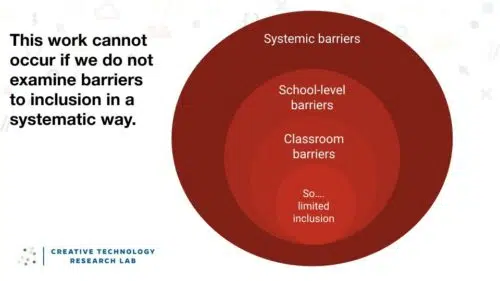 This work cannot
occur if we do not
examine barriers
to inclusion in a
systematic way.
Systemic barriers
School-level
barriers
Classroom
barriers
So....
limited
inclusion
CREATIVE TECHNOLOGY
RESEARCH LAB